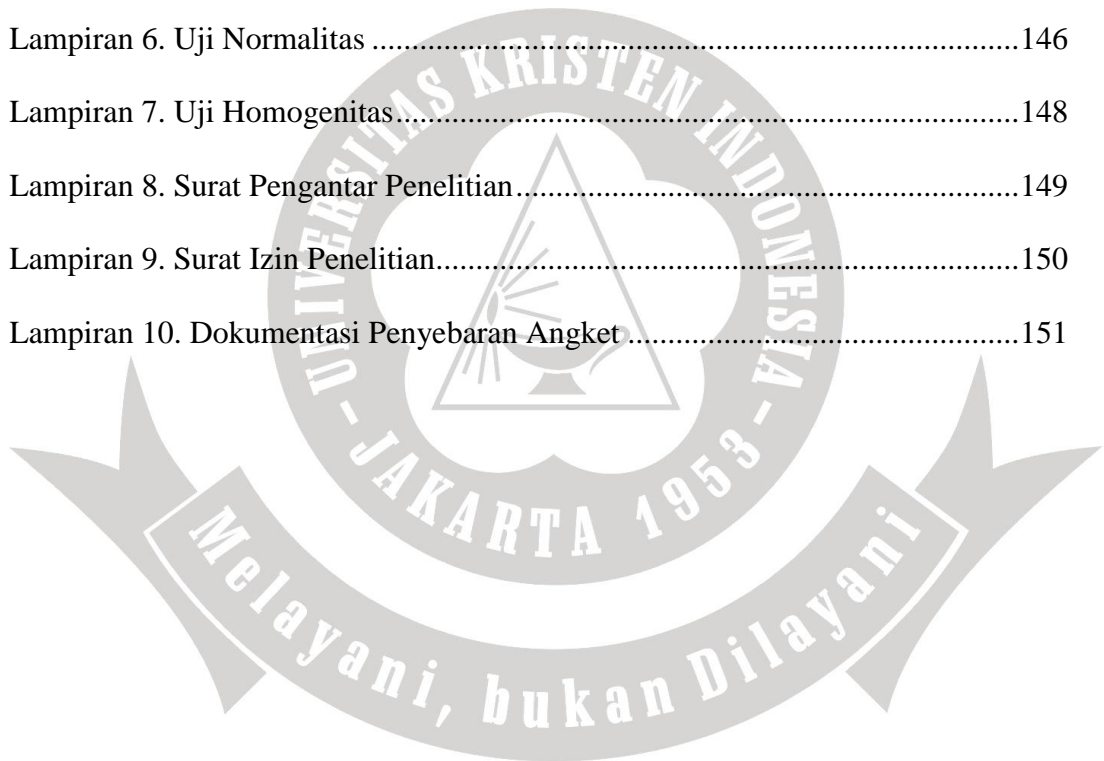 Lampiran 6. Uji Normalitas ................................................................................146
Lampiran 7. Uji Homogenitas.............................................................................148
Lampiran 8. Surat Pengantar Penelitian..............................................................149
Lampiran 9. Surat Izin Penelitian........................................................................150
Lampiran 10. Dokumentasi Penyebaran Angket ................................................151
UNIVERSITAS KRISTEN INDONESIA
- JAKARTA 1953 -
Melayani, bukan Dilayani